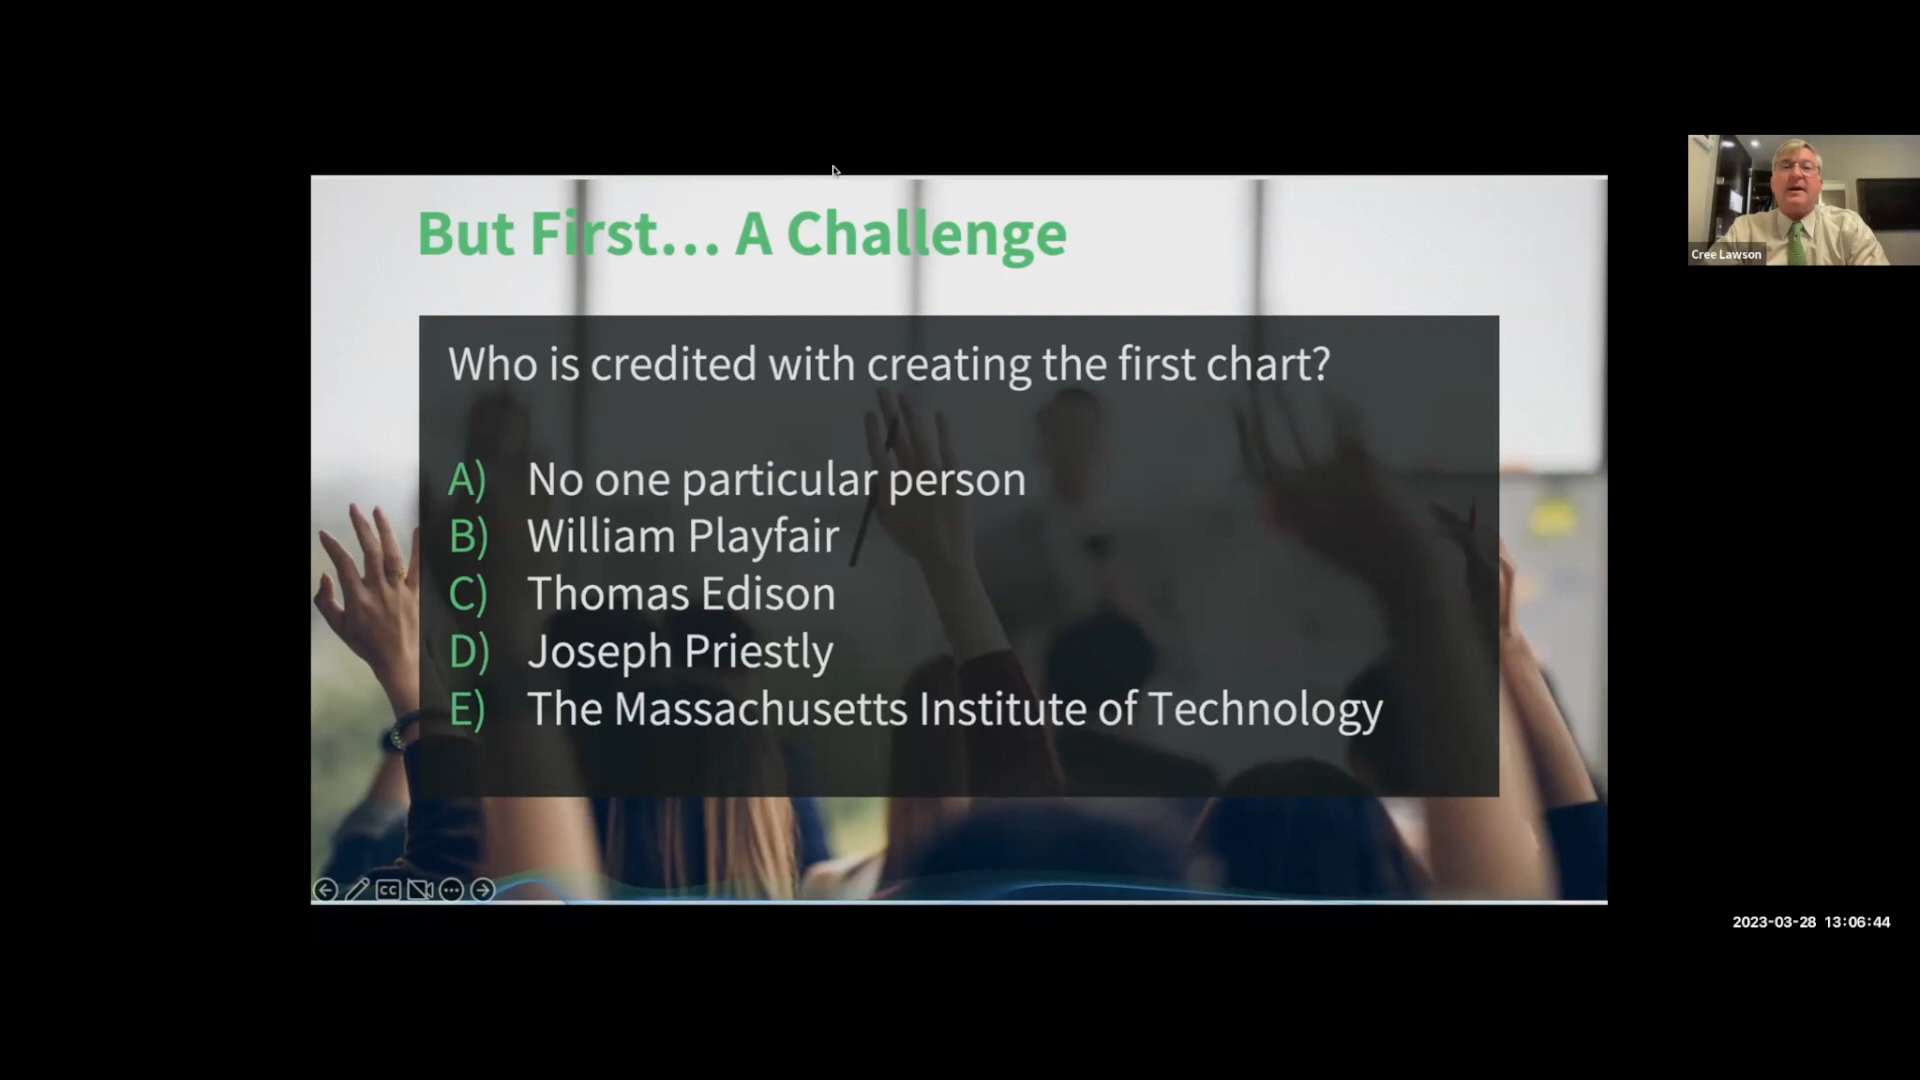 But First... A Challenge
Who is credited with creating the first chart?
A) No one particular person
B) William Playfair
C) Thomas Edison
D) Joseph Priestly
E) The Massachusetts Institute of Technology
CC
Cree Lawson
2023-03-28 13:06:44